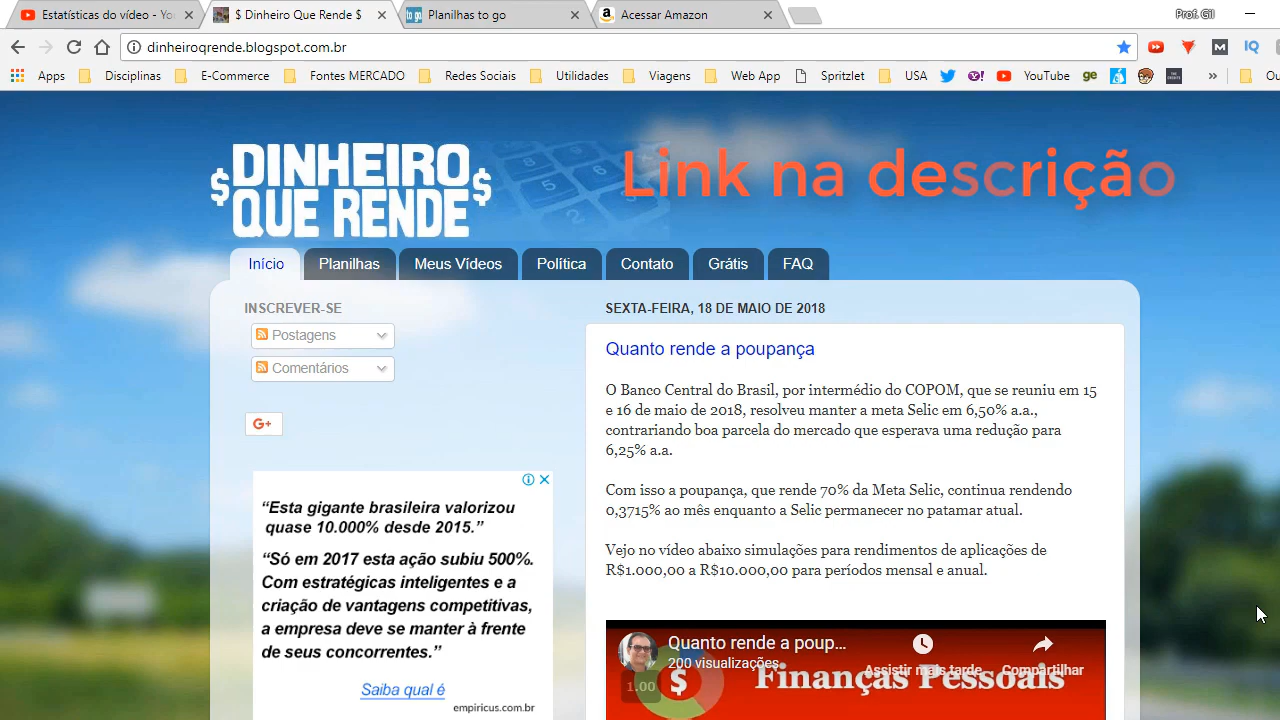 Estatísticas do vídeo - Yo
$ Dinheiro Que Rende $
Planilhas to go
Acessar Amazon
Prof. Gil
dinheiroqrende.blogspot.com.br
Apps
Disciplinas
E-Commerce
Fontes MERCADO
Redes Sociais
Utilidades
Viagens
Web App
Spritzlet
USA
YouTube
ge
»
Ou
$DINHEIRO
QUE RENDE$
Link na descrição
Início
Planilhas
Meus Vídeos
Política
Contato
Grátis
FAQ
INSCREVER-SE
Postagens
Comentários
G+
“Esta gigante brasileira valorizou
quase 10.000% desde 2015.”
“Só em 2017 esta ação subiu 500%.
Com estratégicas inteligentes e a
criação de vantagens competitivas,
a empresa deve se manter à frente
de seus concorrentes.”
Saiba qual é
empiricus.com.br
SEXTA-FEIRA, 18 DE MAIO DE 2018
Quanto rende a poupança
O Banco Central do Brasil, por intermédio do COPOM, que se reuniu em 15
e 16 de maio de 2018, resolveu manter a meta Selic em 6,50% a.a.,
contrariando boa parcela do mercado que esperava uma redução para
6,25% a.a.
Com isso a poupança, que rende 70% da Meta Selic, continua rendendo
0,3715% ao mês enquanto a Selic permanecer no patamar atual.
Vejo no vídeo abaixo simulações para rendimentos de aplicações de
R$1.000,00 a R$10.000,00 para períodos mensal e anual.
Quanto rende a poup...
200 visualizações
Assistir mais tarde
Compartilhar
1.00
$
Finanças Pessoais